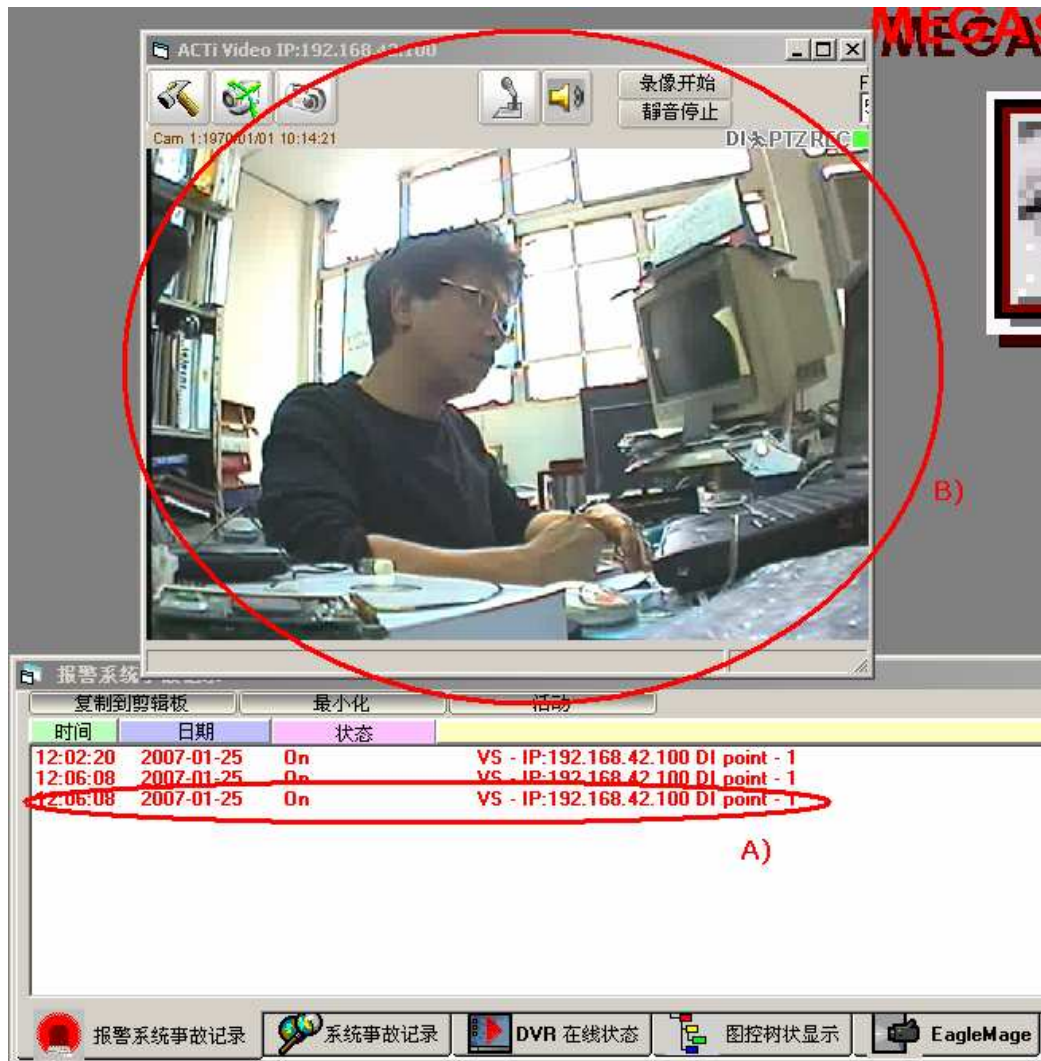 MEGAS
ACTi Video IP:192.168.42.100
录像开始
靜音停止
Cam 1:1970/01/01 10:14:21
DI PTZ REC
B)
报警系统
复制到剪辑板 最小化 活动
时间 日期 状态
12:02:20 2007-01-25 On VS - IP:192.168.42.100 DI point - 1
12:06:08 2007-01-25 On VS - IP:192.168.42.100 DI point - 1
12:06:08 2007-01-25 On VS - IP:192.168.42.100 DI point - 1
A)
报警系统事故记录 系统事故记录 DVR 在线状态 图控树状显示 EagleMage